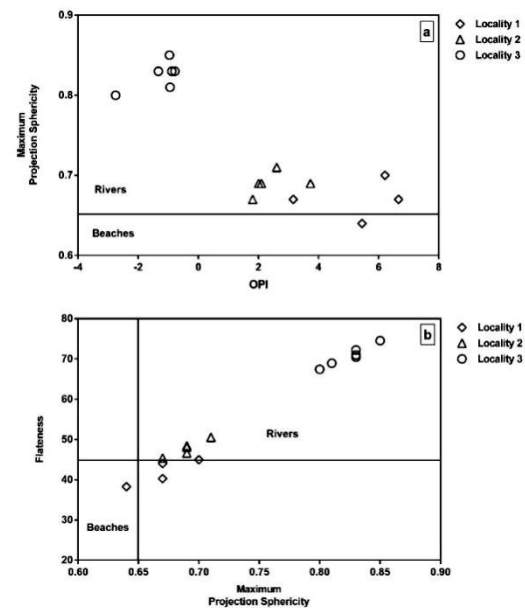 a
Locality 1
Locality 2
Locality 3
Maximum
Projection Sphericity
0.9
0.8
0.7
0.6
Rivers
Beaches
-4
-2
0
2
4
6
8
OPI
b
Locality 1
Locality 2
Locality 3
Flateness
80
70
60
50
40
30
20
Rivers
Beaches
0.60
0.65
0.70
0.75
0.80
0.85
0.90
Maximum
Projection Sphericity